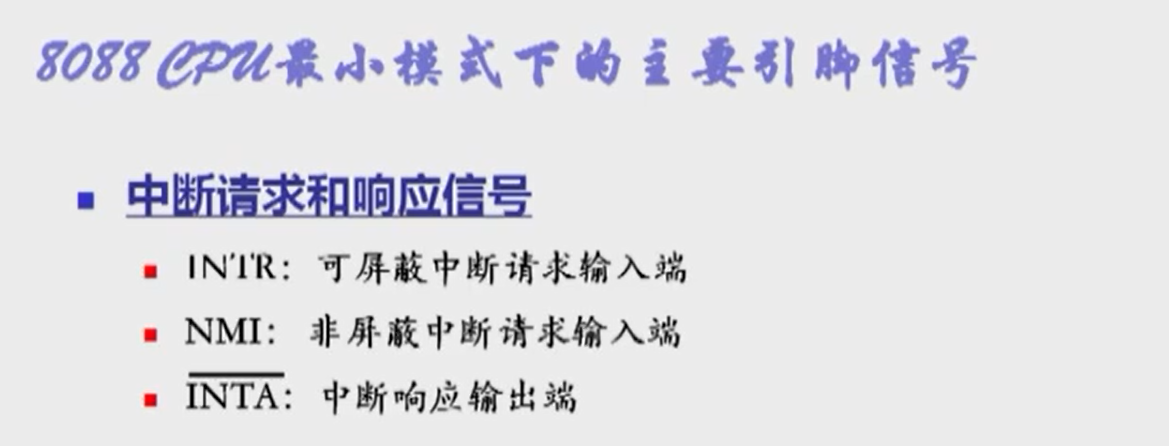 8088 CPU最小模式下的主要引脚信号
中断请求和响应信号
INTR：可屏蔽中断请求输入端
NMI：非屏蔽中断请求输入端
I̅N̅T̅A̅：中断响应输出端